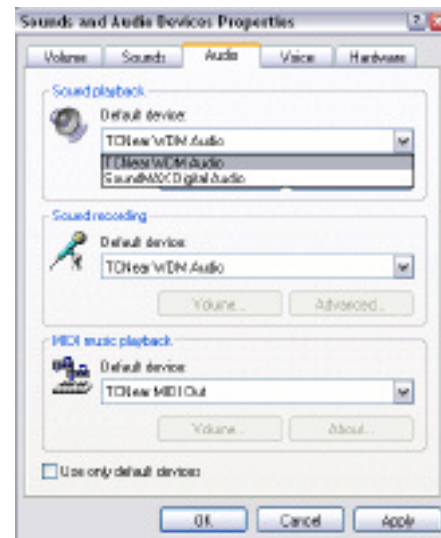 Sounds and Audio Devices Properties
Volume Sounds Audio Voice Hardware
Sound playback
Default device:
TCNear WDM Audio
TCNear WDM Audio
SoundMAX Digital Audio
Sound recording
Default device:
TCNear WDM Audio
Volume... Advanced...
MIDI music playback
Default device:
TCNear MIDI Out
Volume... About...
Use only default devices
OK Cancel Apply